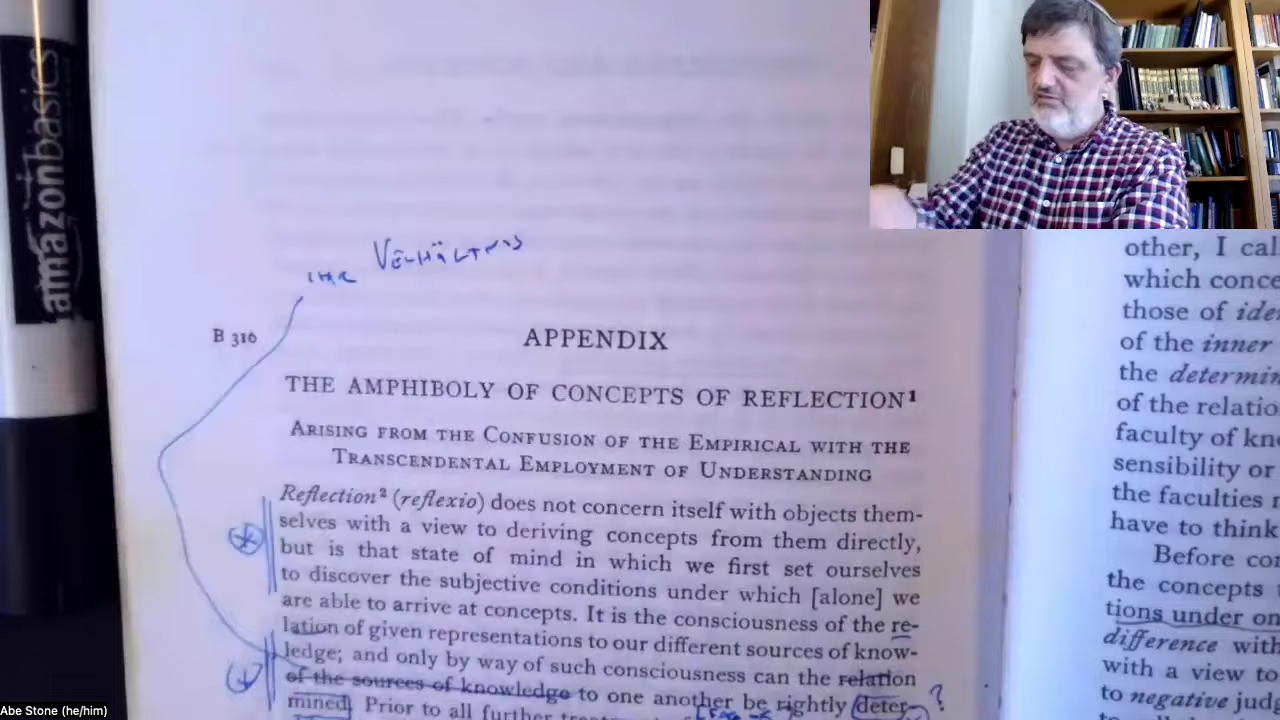 amazonbasics
ihr Verhältnis
B 316
APPENDIX
THE AMPHIBOLY OF CONCEPTS OF REFLECTION¹
ARISING FROM THE CONFUSION OF THE EMPIRICAL WITH THE
TRANSCENDENTAL EMPLOYMENT OF UNDERSTANDING
Reflection² (reflexio) does not concern itself with objects them-
selves with a view to deriving concepts from them directly,
but is that state of mind in which we first set ourselves
to discover the subjective conditions under which [alone] we
are able to arrive at concepts. It is the consciousness of the re-
lation of given representations to our different sources of know-
ledge; and only by way of such consciousness can the relation
of the sources of knowledge to one another be rightly deter-
?
mined. Prior to all further
other, I cal
which conce
those of ide
of the inner
the determin
of the relatio
faculty of kn
sensibility or
the faculties
have to think
Before co
the concepts
tions under on
difference with
with a view to
to negative judg
Abe Stone (he/him)